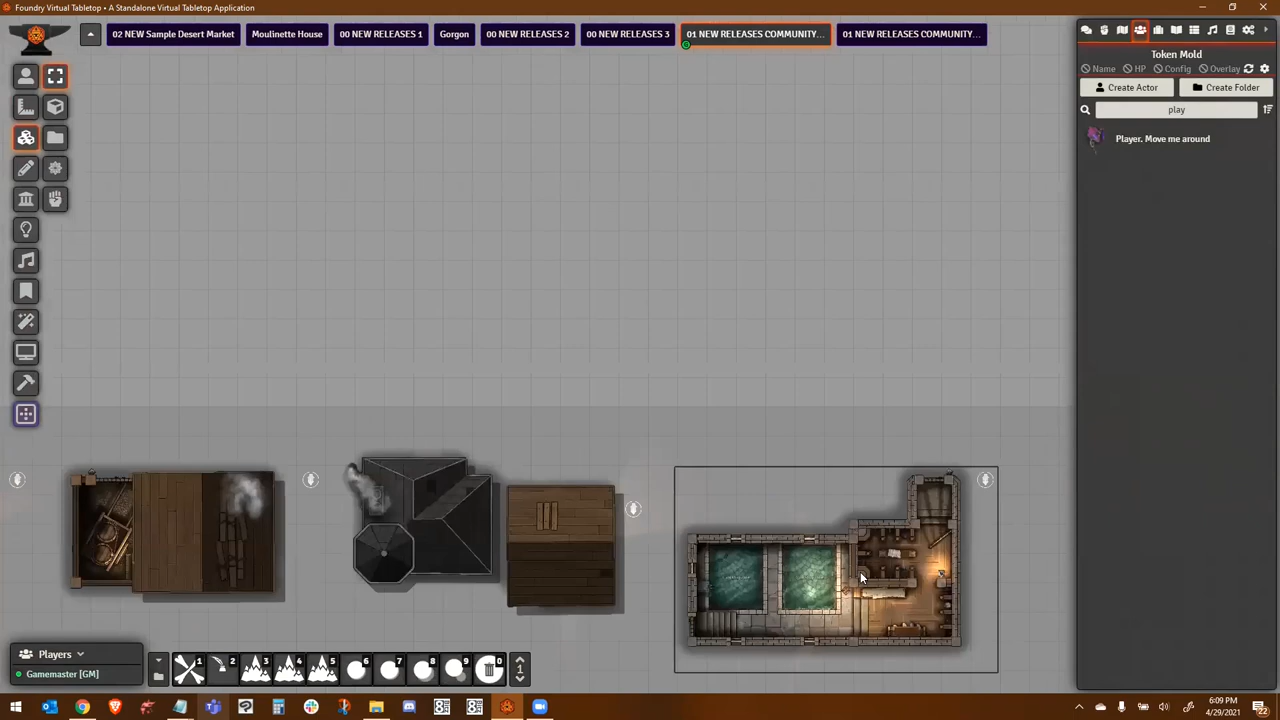 Foundry Virtual Tabletop • A Standalone Virtual Tabletop Application
02 NEW Sample Desert Market
Moulinette House
00 NEW RELEASES 1
Gorgon
00 NEW RELEASES 2
00 NEW RELEASES 3
01 NEW RELEASES COMMUNITY...
01 NEW RELEASES COMMUNITY...
G
Token Mold
Name HP Config Overlay
Create Actor
Create Folder
play
Player. Move me around
Players
Gamemaster [GM]
1 2 3 4 5 6 7 8 9 0
1
6:09 PM
4/29/2021
22